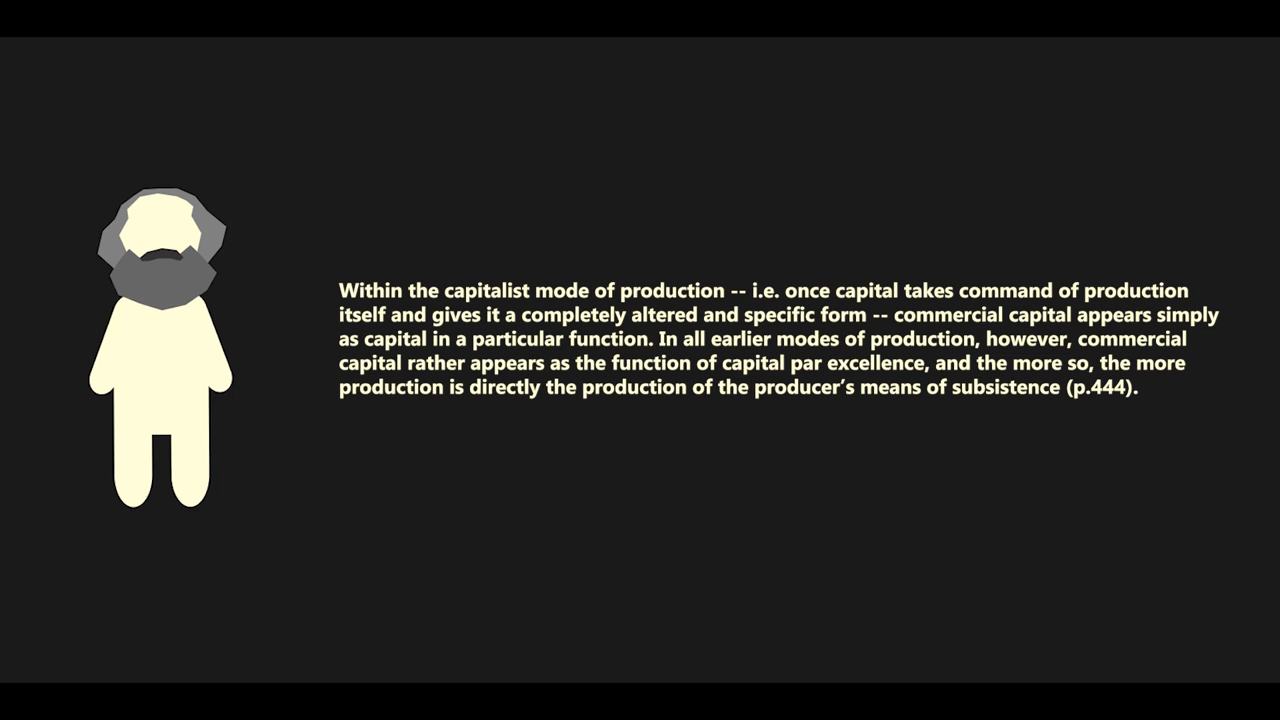 Within the capitalist mode of production -- i.e. once capital takes command of production
itself and gives it a completely altered and specific form -- commercial capital appears simply
as capital in a particular function. In all earlier modes of production, however, commercial
capital rather appears as the function of capital par excellence, and the more so, the more
production is directly the production of the producer’s means of subsistence (p.444).